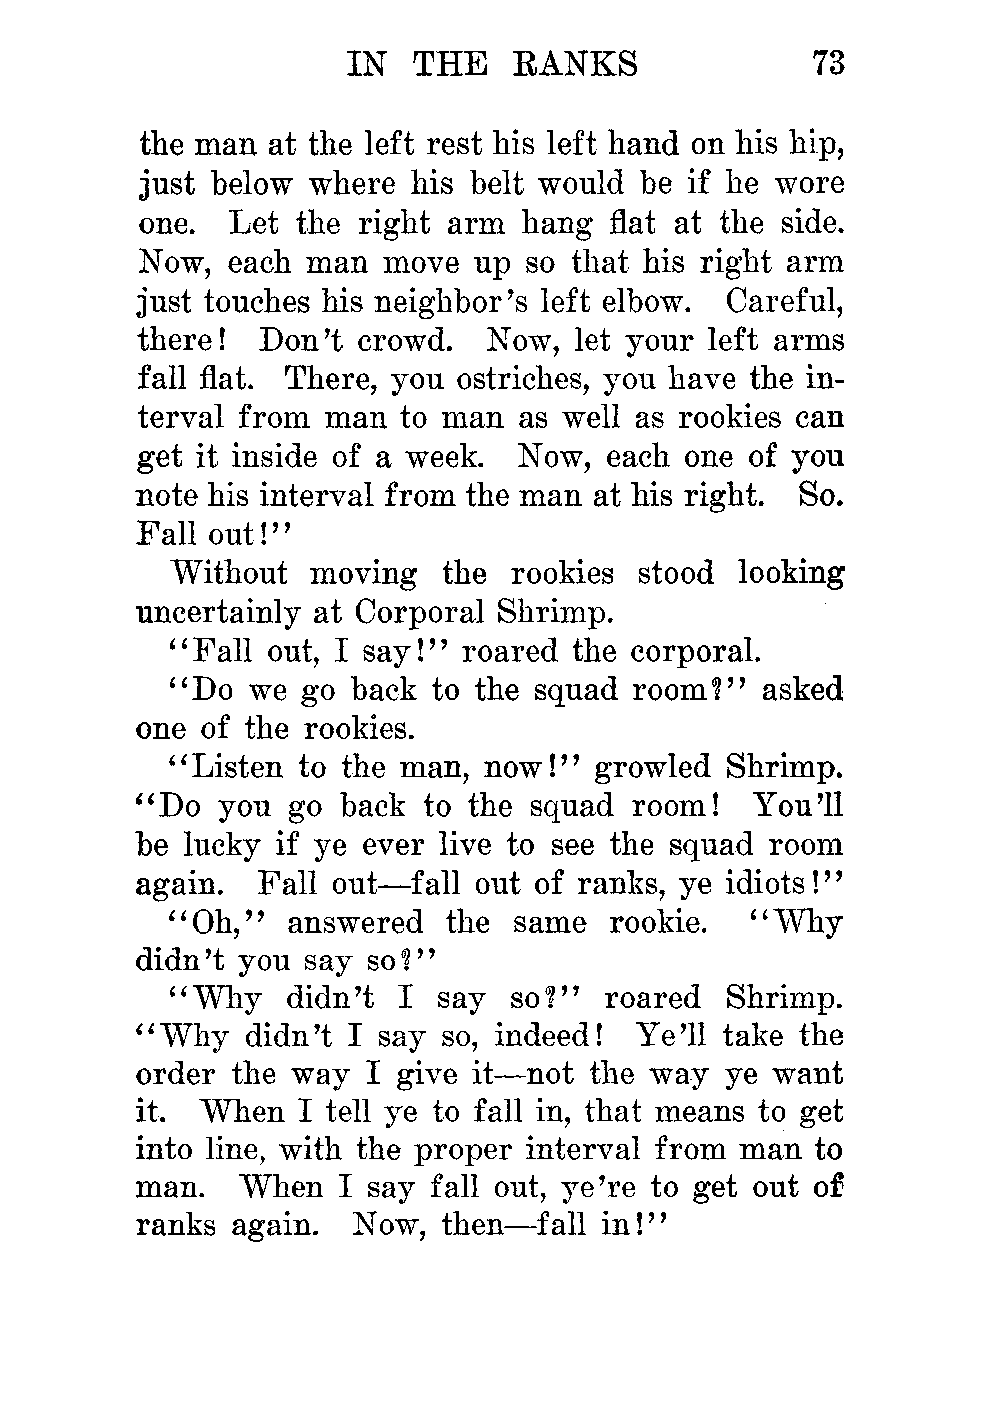 IN THE RANKS 73
the man at the left rest his left hand on his hip,
just below where his belt would be if he wore
one. Let the right arm hang flat at the side.
Now, each man move up so that his right arm
just touches his neighbor's left elbow. Careful,
there! Don't crowd. Now, let your left arms
fall flat. There, you ostriches, you have the in-
terval from man to man as well as rookies can
get it inside of a week. Now, each one of you
note his interval from the man at his right. So.
Fall out!''
Without moving the rookies stood looking
uncertainly at Corporal Shrimp.
"Fall out, I say!" roared the corporal.
"Do we go back to the squad room?" asked
one of the rookies.
"Listen to the man, now!" growled Shrimp.
"Do you go back to the squad room! You'll
be lucky if ye ever live to see the squad room
again. Fall out—fall out of ranks, ye idiots!"
"Oh," answered the same rookie. "Why
didn't you say so?"
"Why didn't I say so?" roared Shrimp.
"Why didn't I say so, indeed! Ye'll take the
order the way I give it—not the way ye want
it. When I tell ye to fall in, that means to get
into line, with the proper interval from man to
man. When I say fall out, ye're to get out of
ranks again. Now, then—fall in!"